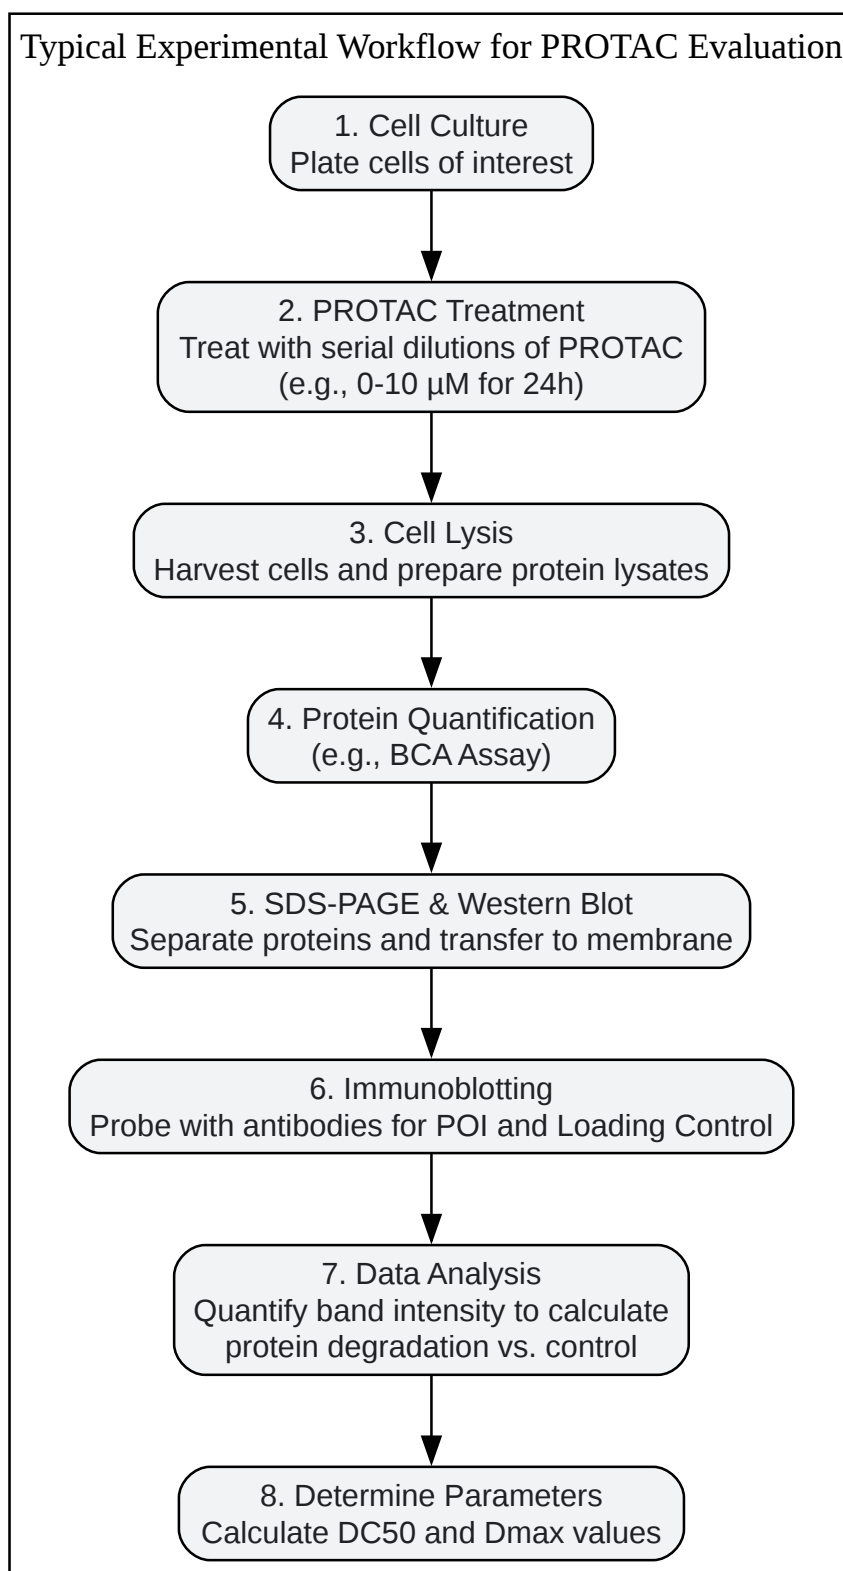 Typical Experimental Workflow for PROTAC Evaluation
1. Cell Culture
Plate cells of interest
2. PROTAC Treatment
Treat with serial dilutions of PROTAC
(e.g., 0-10 µM for 24h)
3. Cell Lysis
Harvest cells and prepare protein lysates
4. Protein Quantification
(e.g., BCA Assay)
5. SDS-PAGE & Western Blot
Separate proteins and transfer to membrane
6. Immunoblotting
Probe with antibodies for POI and Loading Control
7. Data Analysis
Quantify band intensity to calculate
protein degradation vs. control
8. Determine Parameters
Calculate DC50 and Dmax values